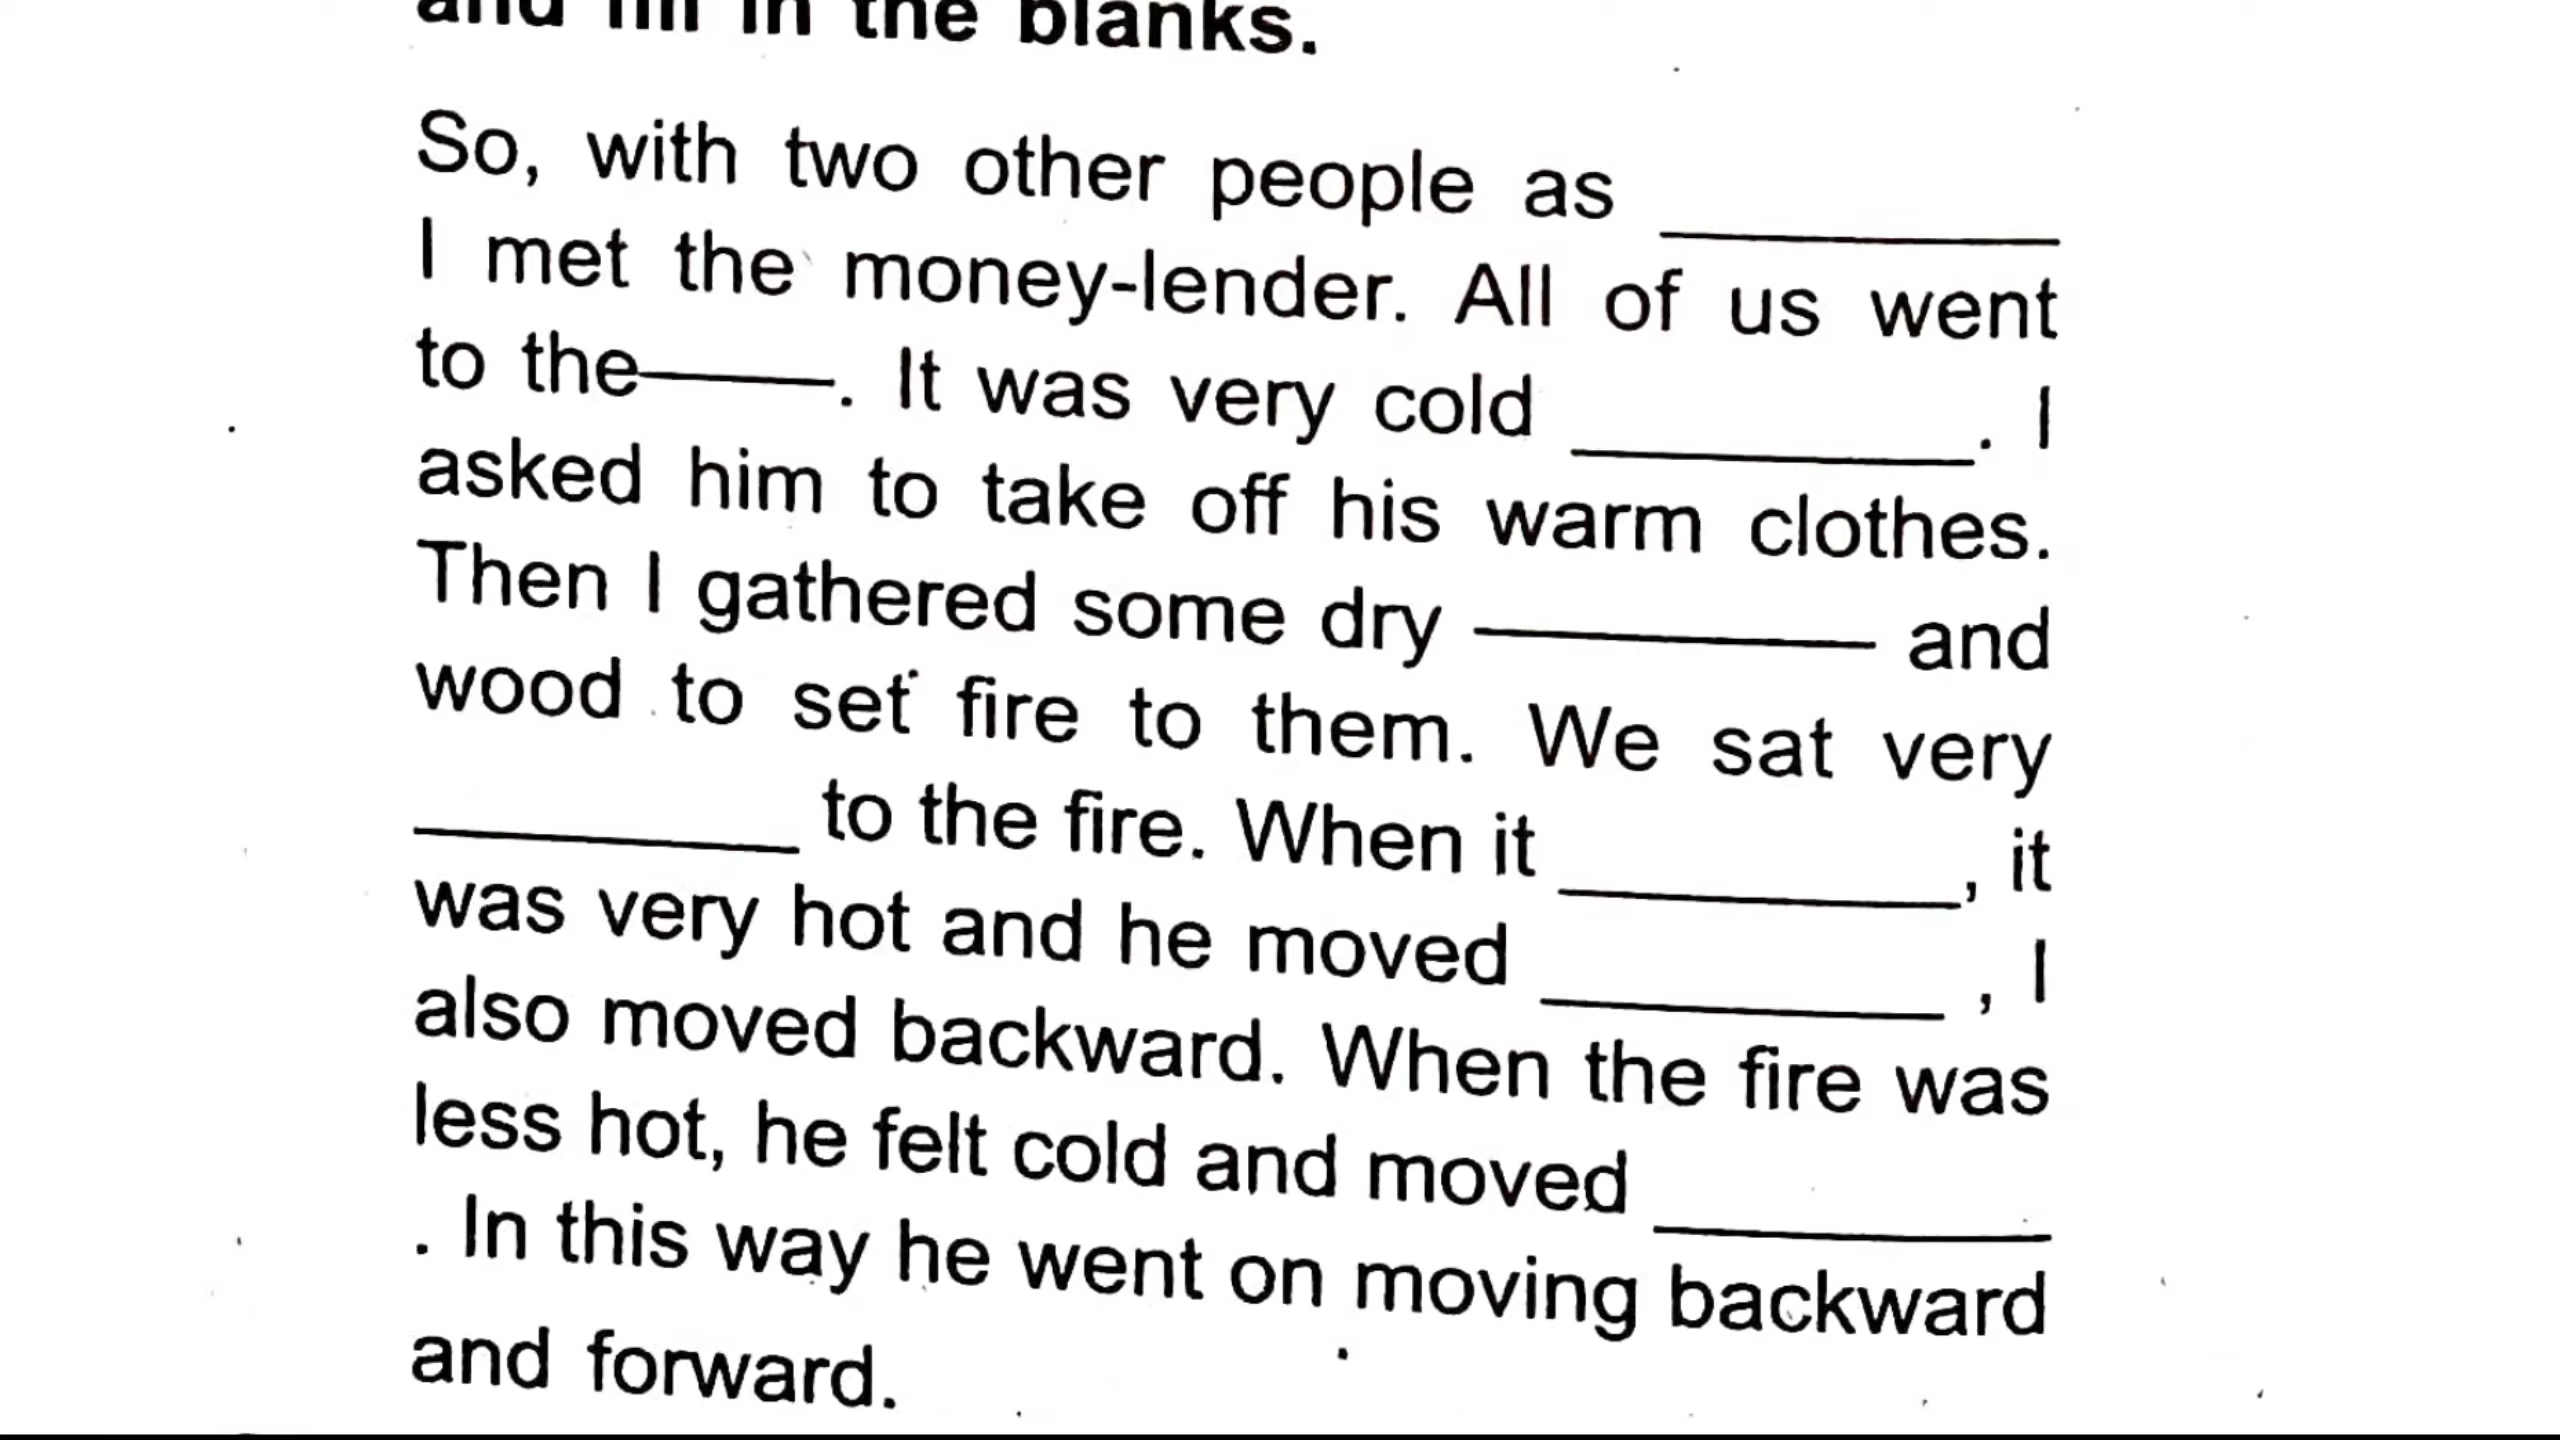 and fill in the blanks.
So, with two other people as ________
I met the money-lender. All of us went
to the____. It was very cold ________. I
asked him to take off his warm clothes.
Then I gathered some dry ________ and
wood to set fire to them. We sat very
________ to the fire. When it ________, it
was very hot and he moved ________ , I
also moved backward. When the fire was
less hot, he felt cold and moved ________
. In this way he went on moving backward
and forward.